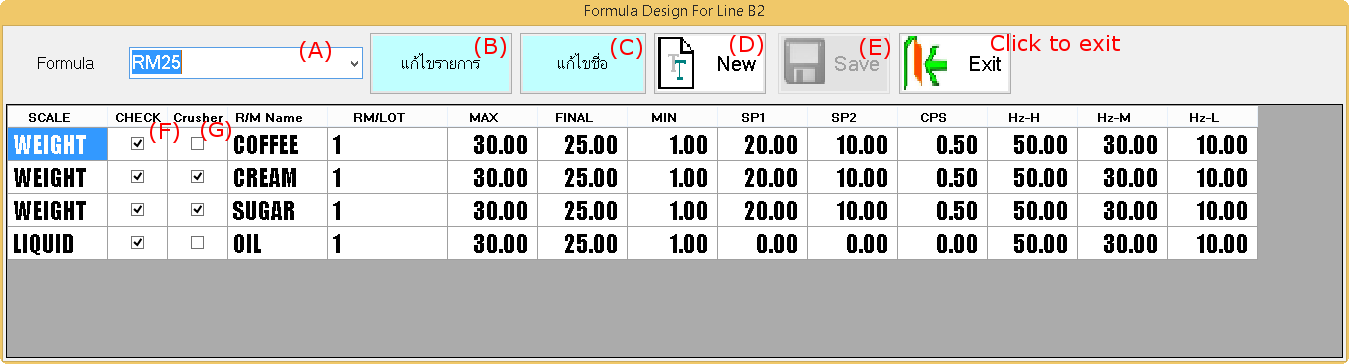 Formula Design For Line B2
Formula RM25 (A) แก้ไขรายการ (B) แก้ไขชื่อ (C) New (D) Save (E) Exit Click to exit
SCALE CHECK Crusher R/M Name RM/LOT MAX FINAL MIN SP1 SP2 CPS Hz-H Hz-M Hz-L
(F) (G)
WEIGHT COFFEE 1 30.00 25.00 1.00 20.00 10.00 0.50 50.00 30.00 10.00
WEIGHT CREAM 1 30.00 25.00 1.00 20.00 10.00 0.50 50.00 30.00 10.00
WEIGHT SUGAR 1 30.00 25.00 1.00 20.00 10.00 0.50 50.00 30.00 10.00
LIQUID OIL 1 30.00 25.00 1.00 0.00 0.00 0.00 50.00 30.00 10.00